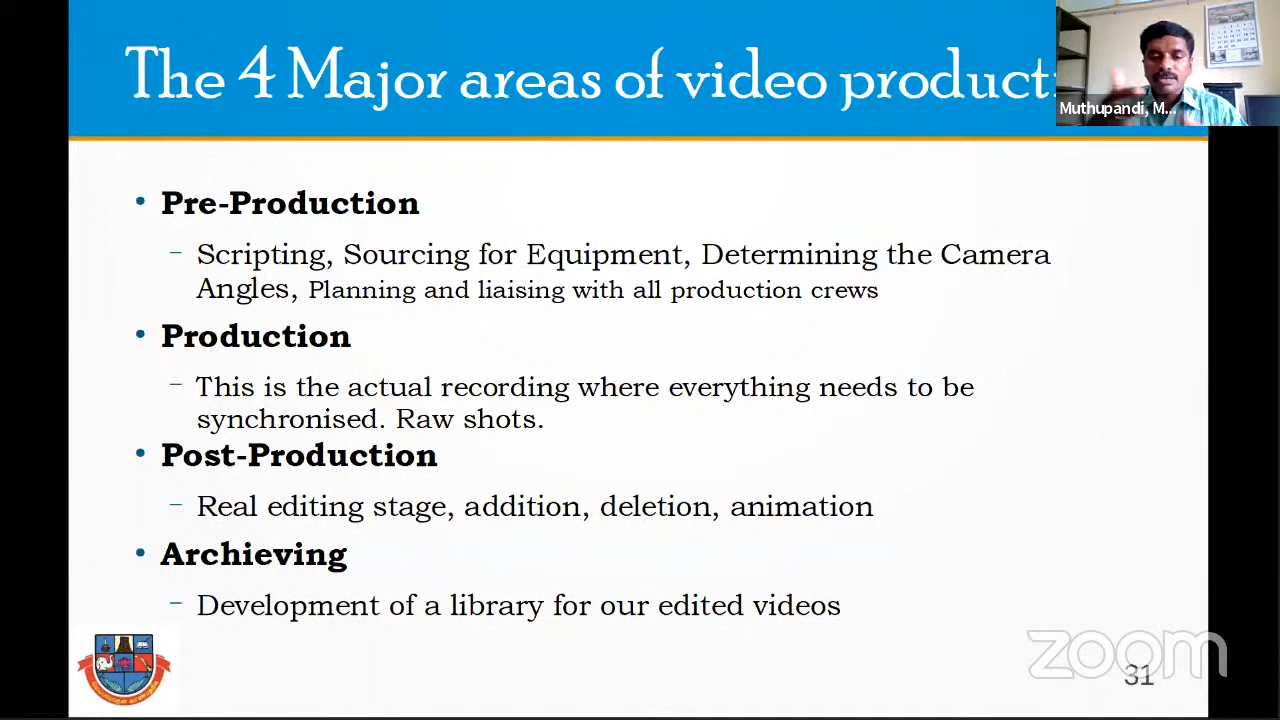 The 4 Major areas of video product
Muthupandi, M...
• Pre-Production
– Scripting, Sourcing for Equipment, Determining the Camera
Angles, Planning and liaising with all production crews
• Production
– This is the actual recording where everything needs to be
synchronised. Raw shots.
• Post-Production
– Real editing stage, addition, deletion, animation
• Archieving
– Development of a library for our edited videos
zoom
31